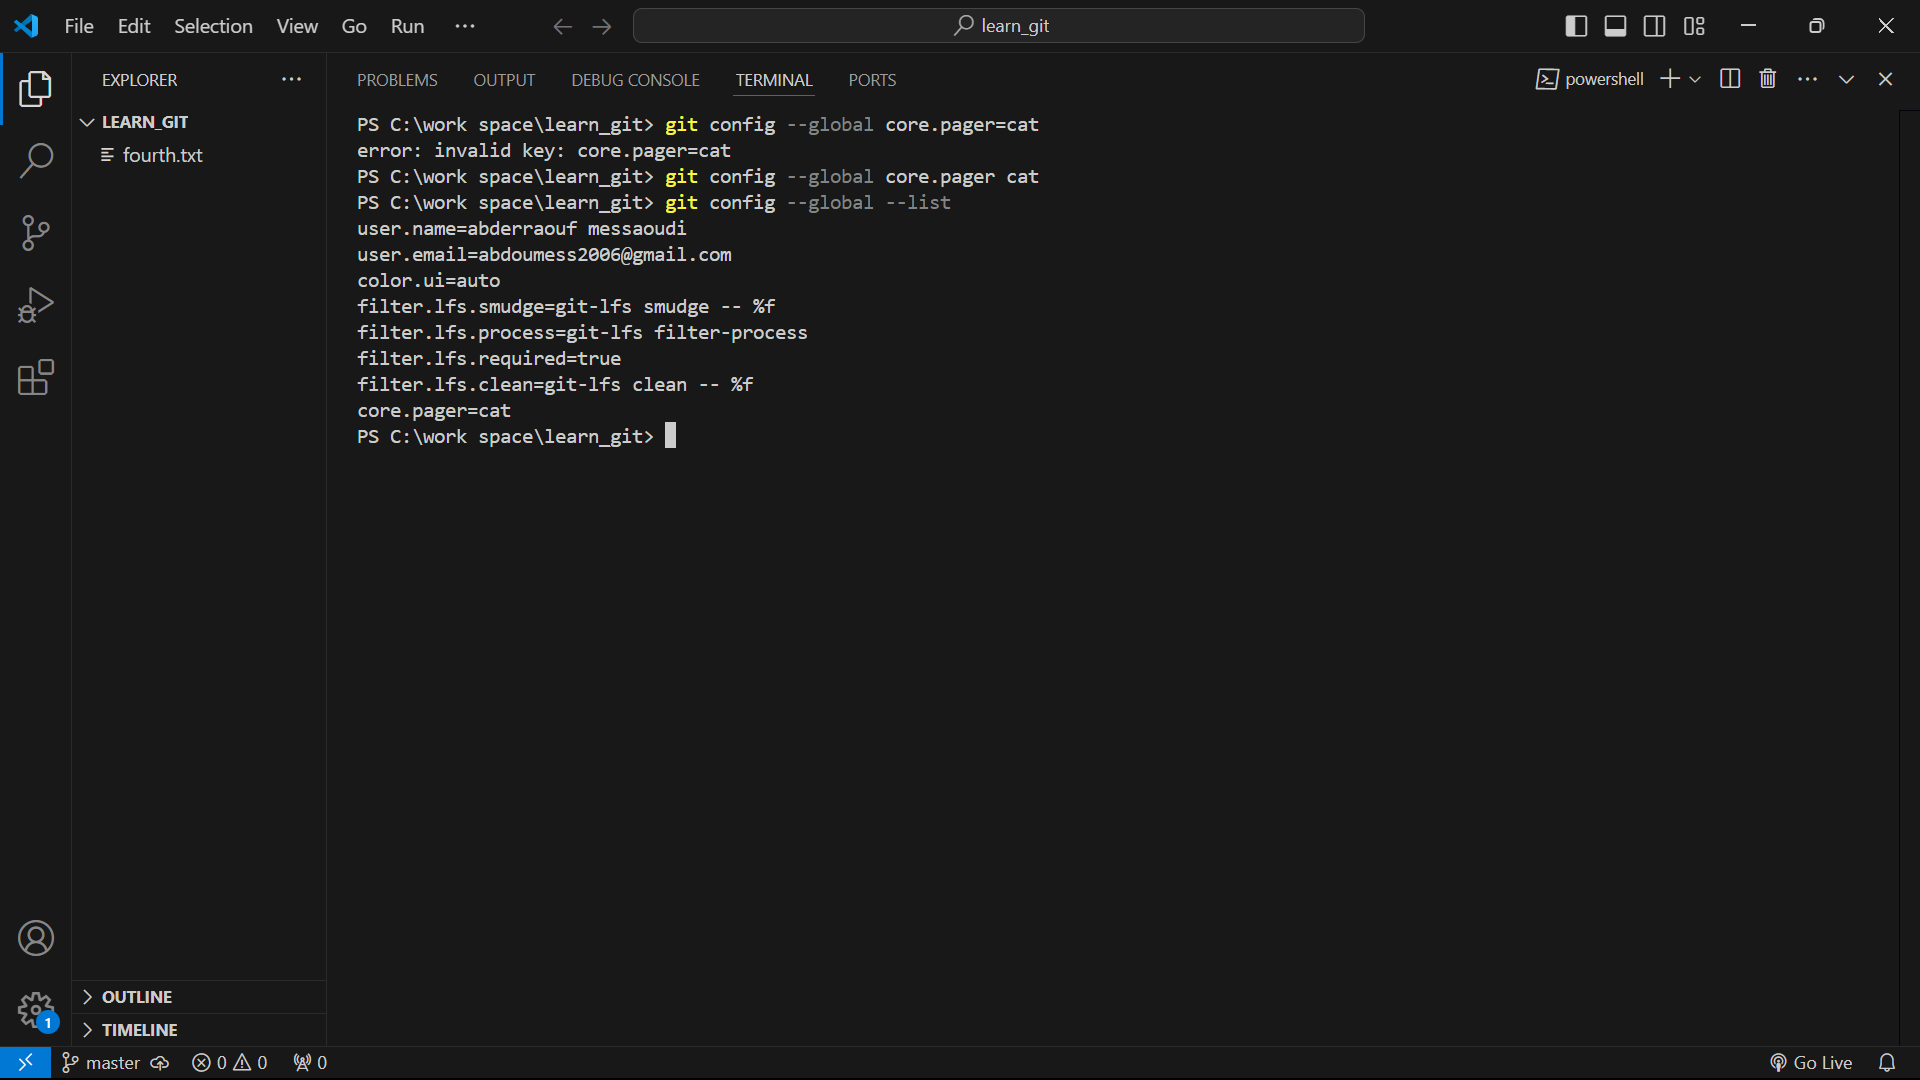 File Edit Selection View Go Run ···
learn_git
EXPLORER ···
LEARN_GIT
fourth.txt
OUTLINE
TIMELINE
PROBLEMS OUTPUT DEBUG CONSOLE TERMINAL PORTS
powershell
PS C:\work space\learn_git> git config --global core.pager=cat
error: invalid key: core.pager=cat
PS C:\work space\learn_git> git config --global core.pager cat
PS C:\work space\learn_git> git config --global --list
user.name=abderraouf messaoudi
user.email=abdoumess2006@gmail.com
color.ui=auto
filter.lfs.smudge=git-lfs smudge -- %f
filter.lfs.process=git-lfs filter-process
filter.lfs.required=true
filter.lfs.clean=git-lfs clean -- %f
core.pager=cat
PS C:\work space\learn_git>
1
master 0 0 0 Go Live